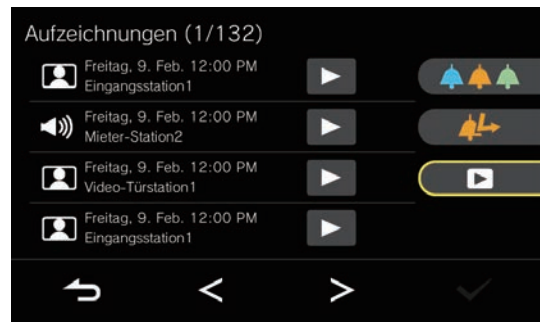 Aufzeichnungen (1/132)
Freitag, 9. Feb. 12:00 PM
Eingangsstation1
Freitag, 9. Feb. 12:00 PM
Mieter-Station2
Freitag, 9. Feb. 12:00 PM
Video-Türstation1
Freitag, 9. Feb. 12:00 PM
Eingangsstation1